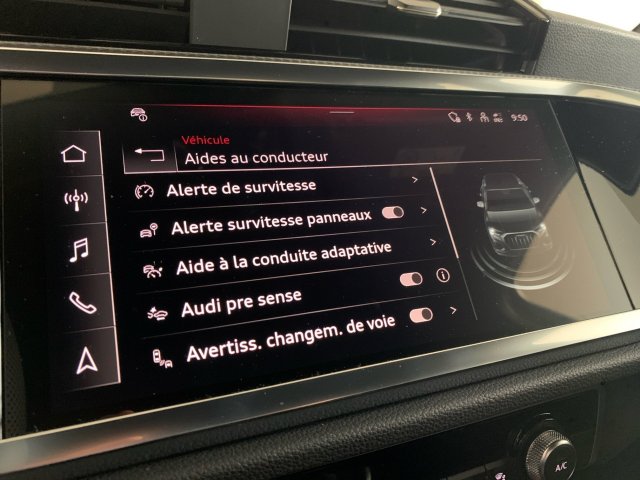 9:50
Véhicule
Aides au conducteur
Alerte de survitesse
Alerte survitesse panneaux
Aide à la conduite adaptative
Audi pre sense
Avertiss. changem. de voie
A/C